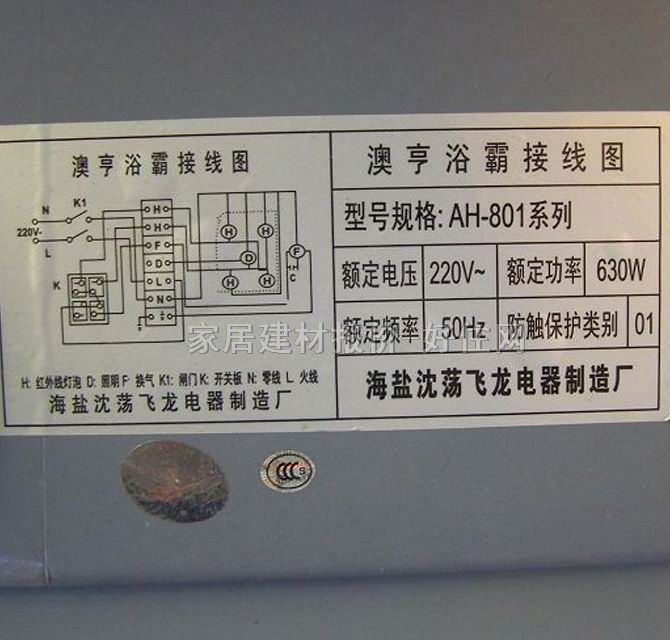 澳亨浴霸接线图
N
K1
220V~
L
K
H
H
F
D
L
N
H
H
D
H
H
F
C
H: 红外线灯泡 D: 照明 F: 换气 K1: 闸门 K: 开关板 N: 零线 L. 火线
海盐沈荡飞龙电器制造厂
澳亨浴霸接线图
型号规格: AH-801系列
额定电压 220V~ 额定功率 630W
额定频率 50Hz 防触保护类别 01
海盐沈荡飞龙电器制造厂
家居建材报价 好住网
CCC S